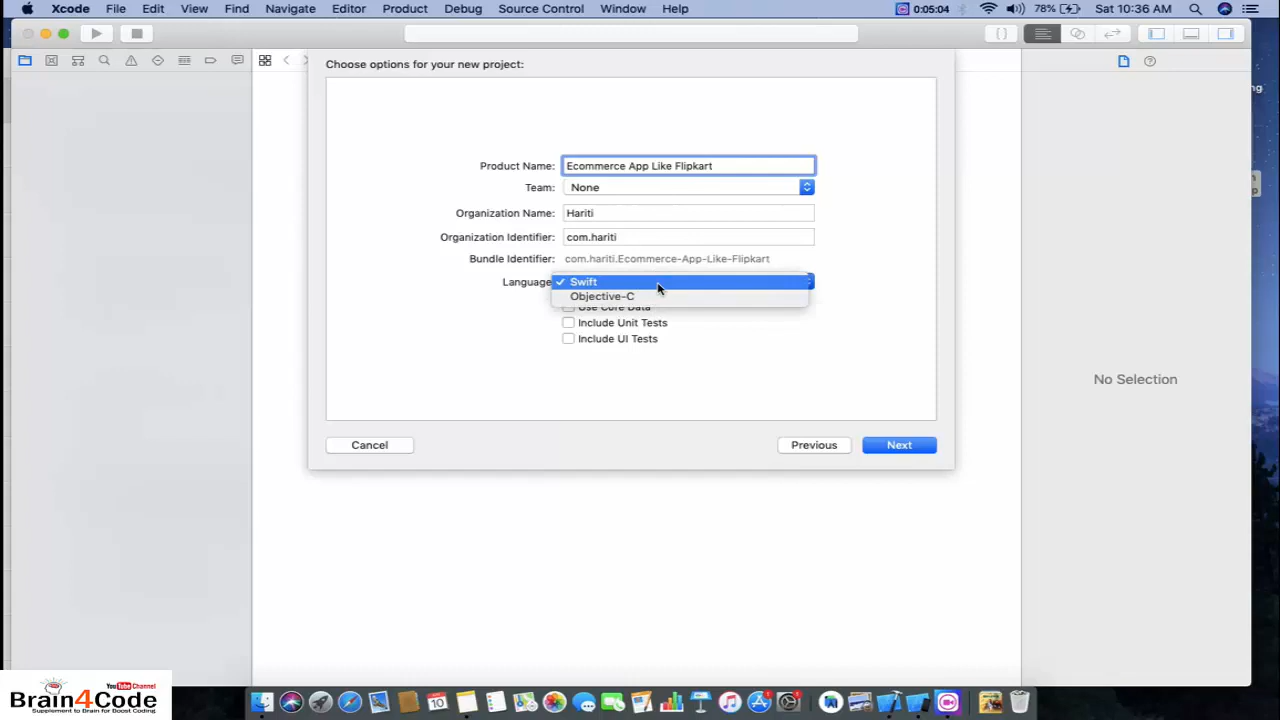 Xcode File Edit View Find Navigate Editor Product Debug Source Control Window Help 0:05:04 78% Sat 10:36 AM
Choose options for your new project:
Product Name: Ecommerce App Like Flipkart
Team: None
Organization Name: Hariti
Organization Identifier: com.hariti
Bundle Identifier: com.hariti.Ecommerce-App-Like-Flipkart
Language Swift
Objective-C
Use Core Data
Include Unit Tests
Include UI Tests
Cancel Previous Next
No Selection
YouTube Channel
Brain4Code
Supplement to Brain for Boost Coding